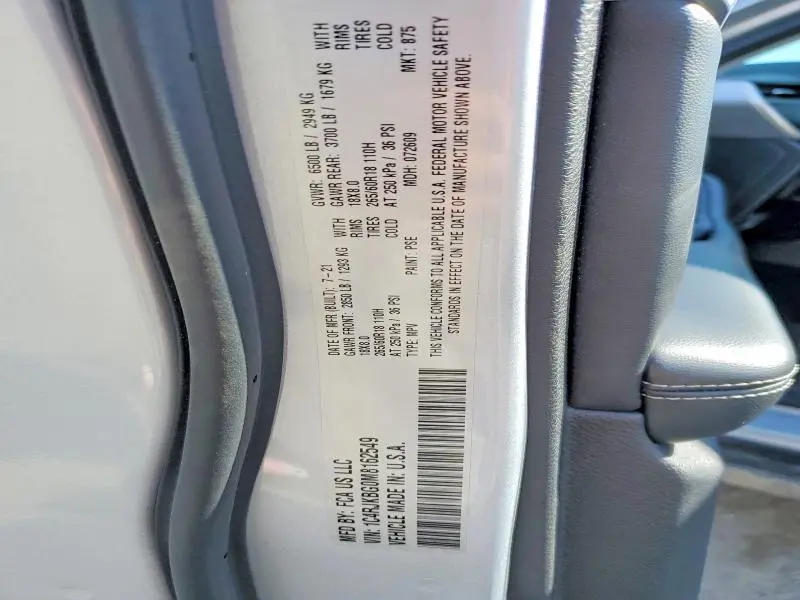 MFD BY: FCA US LLC
VIN: 1C4RJKBG0M8162549
VEHICLE MADE IN: U.S.A.
DATE OF MFR (BUILT): 7-21
GVWR: 6500 LB / 2949 KG
GAWR FRONT: 2850 LB / 1293 KG WITH
GAWR REAR: 3700 LB / 1679 KG WITH
18X8.0 RIMS
18X8.0 RIMS
265/60R18 110H TIRES
265/60R18 110H TIRES
AT 250 kPa / 36 PSI COLD
AT 250 kPa / 36 PSI COLD
TYPE: MPV PAINT: PSE MDH: 072609 MKT: 875
THIS VEHICLE CONFORMS TO ALL APPLICABLE U.S.A. FEDERAL MOTOR VEHICLE SAFETY
STANDARDS IN EFFECT ON THE DATE OF MANUFACTURE SHOWN ABOVE.